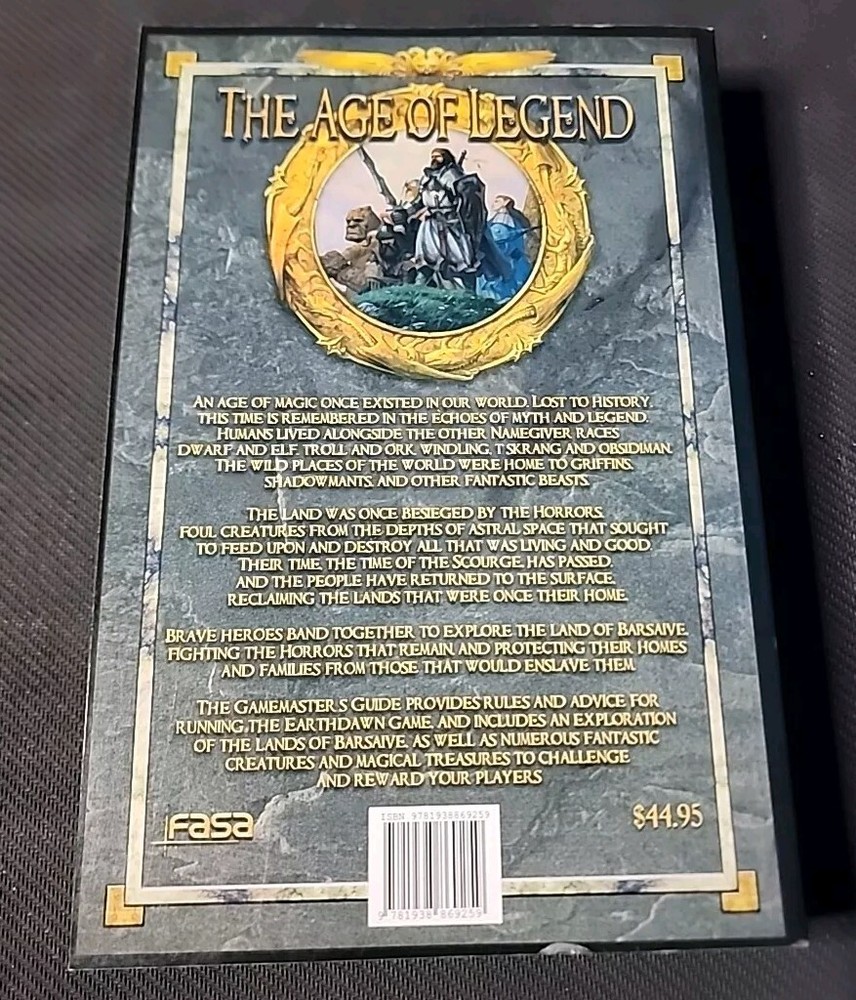 THE AGE OF LEGEND
AN AGE OF MAGIC ONCE EXISTED IN OUR WORLD. LOST TO HISTORY,
THIS TIME IS REMEMBERED IN THE ECHOES OF MYTH AND LEGEND.
HUMANS LIVED ALONGSIDE THE OTHER NAMEGIVER RACES
DWARF AND ELF, TROLL AND ORK, WINDLING, T'SKRANG AND OBSIDIMAN.
THE WILD PLACES OF THE WORLD WERE HOME TO GRIFFINS,
SHADOWMANTS, AND OTHER FANTASTIC BEASTS.
THE LAND WAS ONCE BESIEGED BY THE HORRORS,
FOUL CREATURES FROM THE DEPTHS OF ASTRAL SPACE THAT SOUGHT
TO FEED UPON AND DESTROY ALL THAT WAS LIVING AND GOOD.
THEIR TIME, THE TIME OF THE SCOURGE, HAS PASSED,
AND THE PEOPLE HAVE RETURNED TO THE SURFACE,
RECLAIMING THE LANDS THAT WERE ONCE THEIR HOME.
BRAVE HEROES BAND TOGETHER TO EXPLORE THE LAND OF BARSAIVE,
FIGHTING THE HORRORS THAT REMAIN, AND PROTECTING THEIR HOMES
AND FAMILIES FROM THOSE THAT WOULD ENSLAVE THEM.
THE GAMEMASTER'S GUIDE PROVIDES RULES AND ADVICE FOR
RUNNING THE EARTHDAWN GAME, AND INCLUDES AN EXPLORATION
OF THE LANDS OF BARSAIVE, AS WELL AS NUMEROUS FANTASTIC
CREATURES AND MAGICAL TREASURES TO CHALLENGE
AND REWARD YOUR PLAYERS
fasa
ISBN 9781938869259
$44.95
9 781938 869259